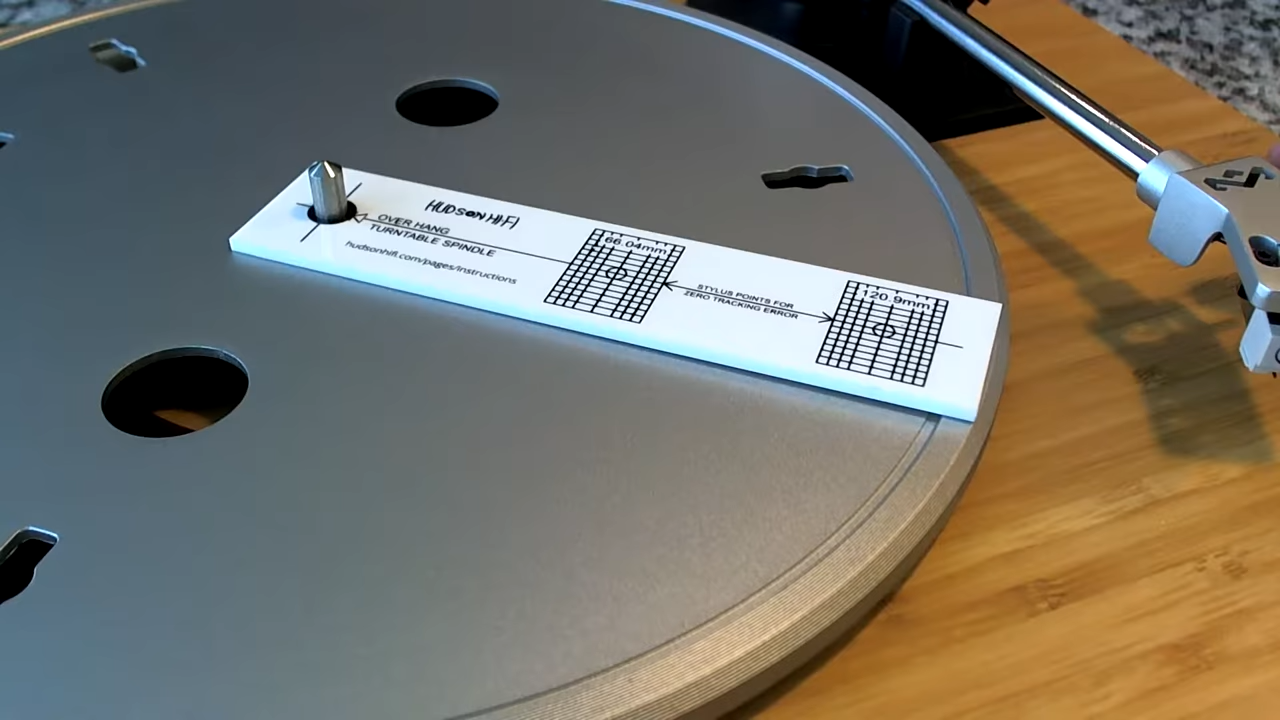 HUDSON HIFI
OVER HANG
TURNTABLE SPINDLE
hudsonhifi.com/pages/instructions
66.04mm
STYLUS POINTS FOR
ZERO TRACKING ERROR
120.9mm